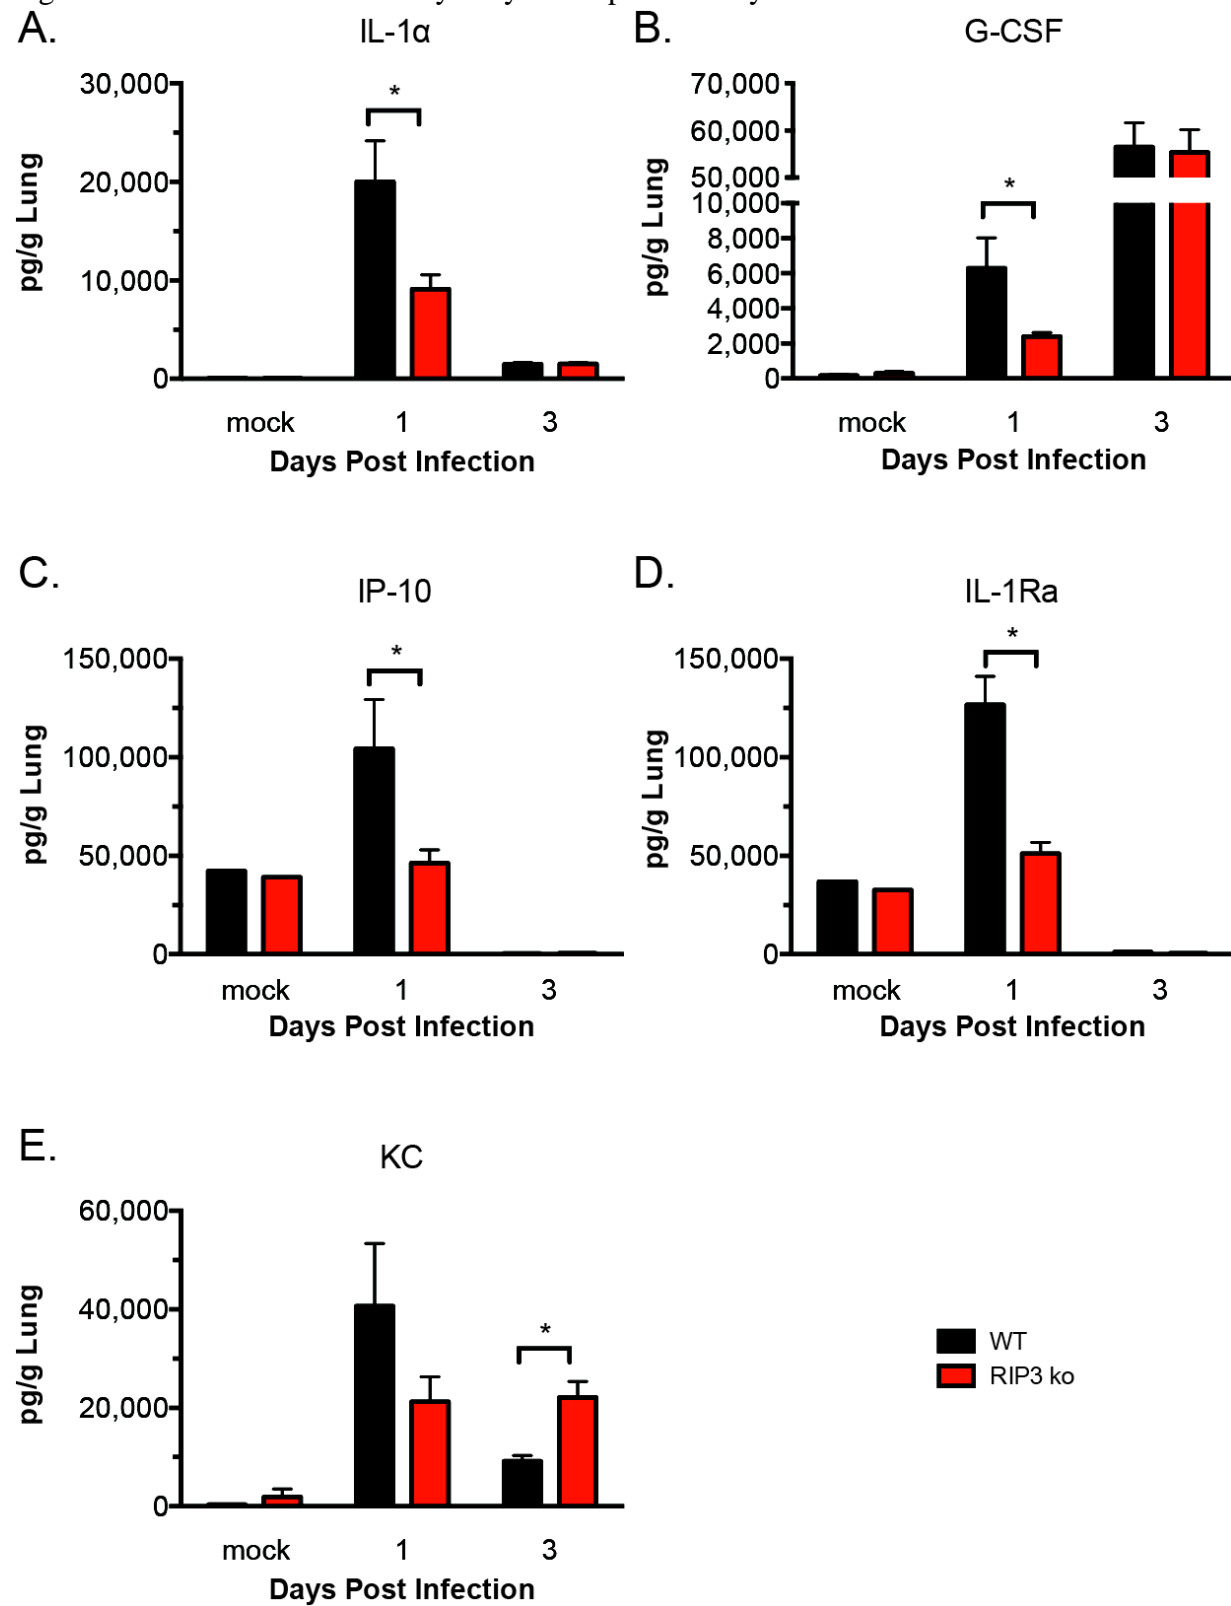 A.
IL-1α
30,000
20,000
10,000
0
pg/g Lung
*
mock 1 3
Days Post Infection
B.
G-CSF
70,000
60,000
50,000
10,000
8,000
6,000
4,000
2,000
0
pg/g Lung
*
mock 1 3
Days Post Infection
C.
IP-10
150,000
100,000
50,000
0
pg/g Lung
*
mock 1 3
Days Post Infection
D.
IL-1Ra
150,000
100,000
50,000
0
pg/g Lung
*
mock 1 3
Days Post Infection
E.
KC
60,000
40,000
20,000
0
pg/g Lung
*
mock 1 3
Days Post Infection
WT
RIP3 ko